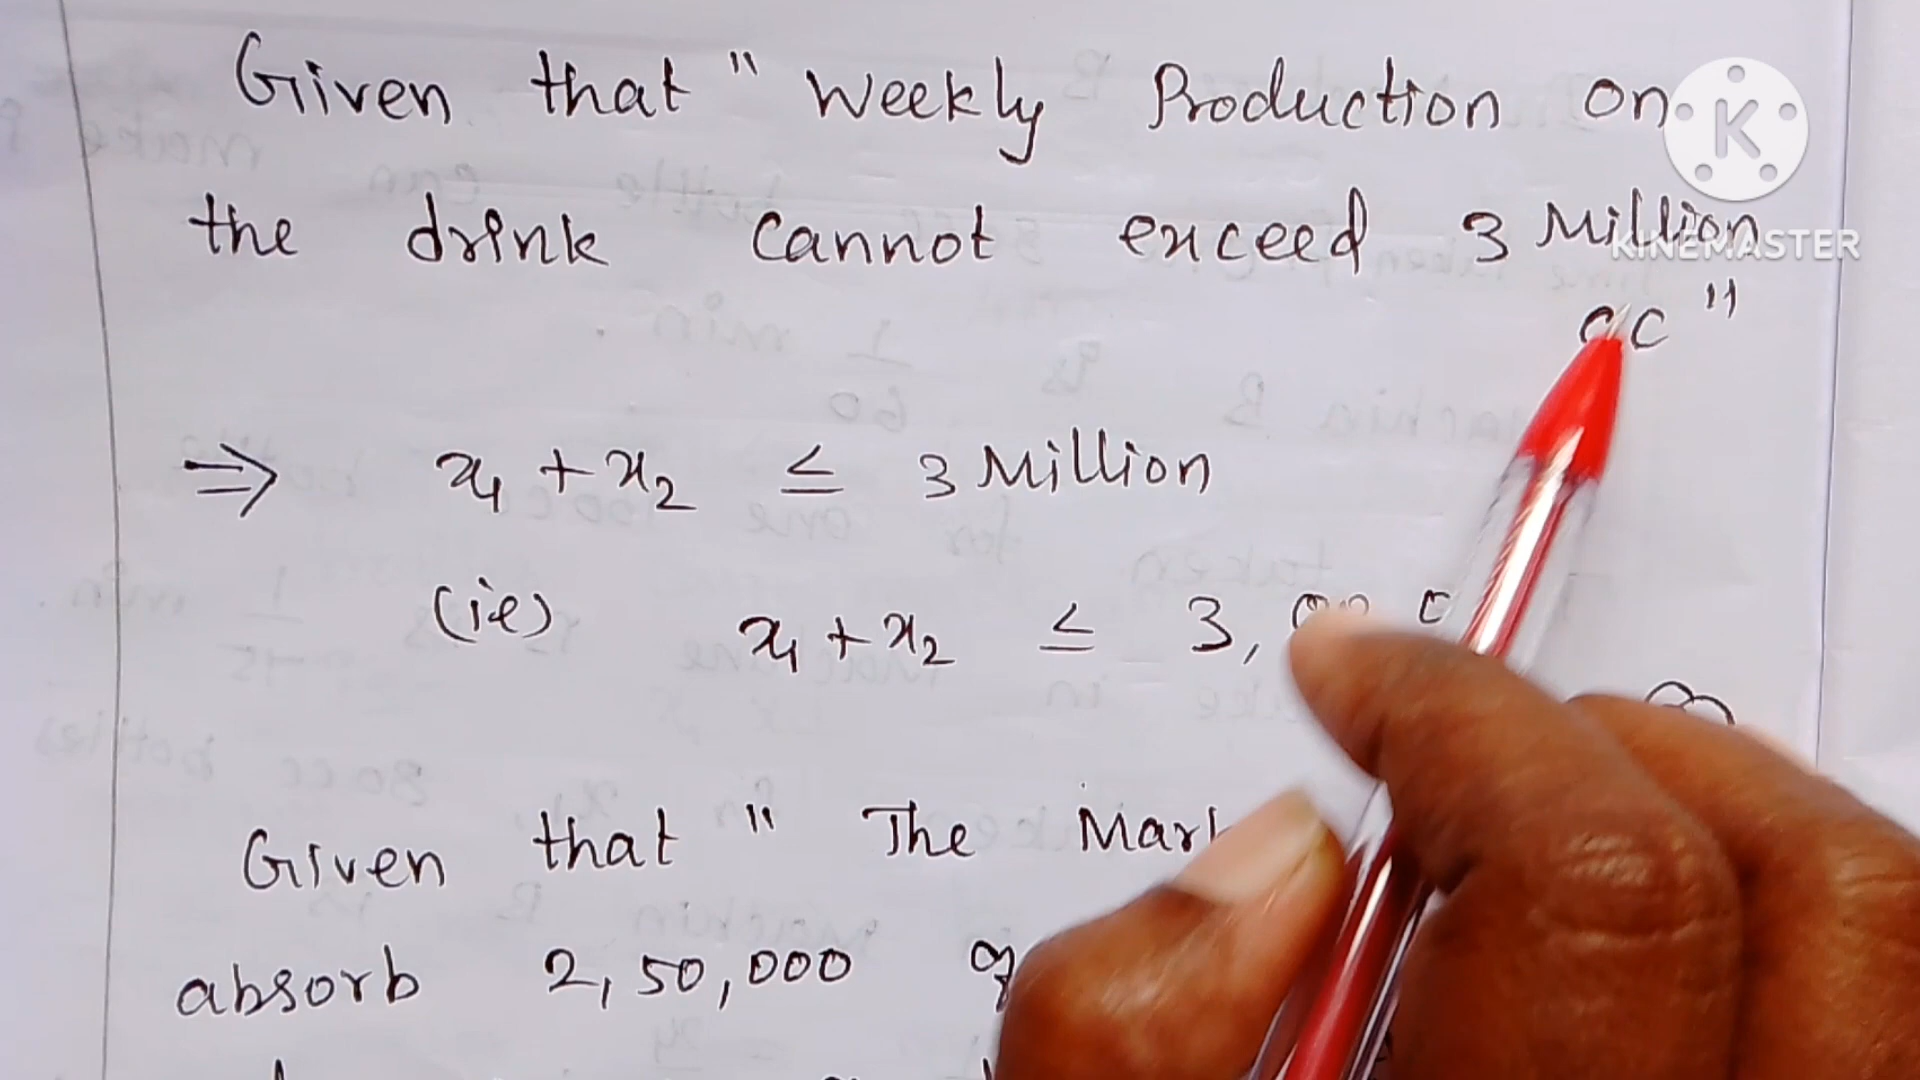 Given that " Weekly Production on
the drink cannot exceed 3 Million
cc "
K
KINEMASTER
⇒ x₁ + x₂ ≤ 3 Million
(ie) x₁ + x₂ ≤ 3,
Given that " The
absorb 2,50,000